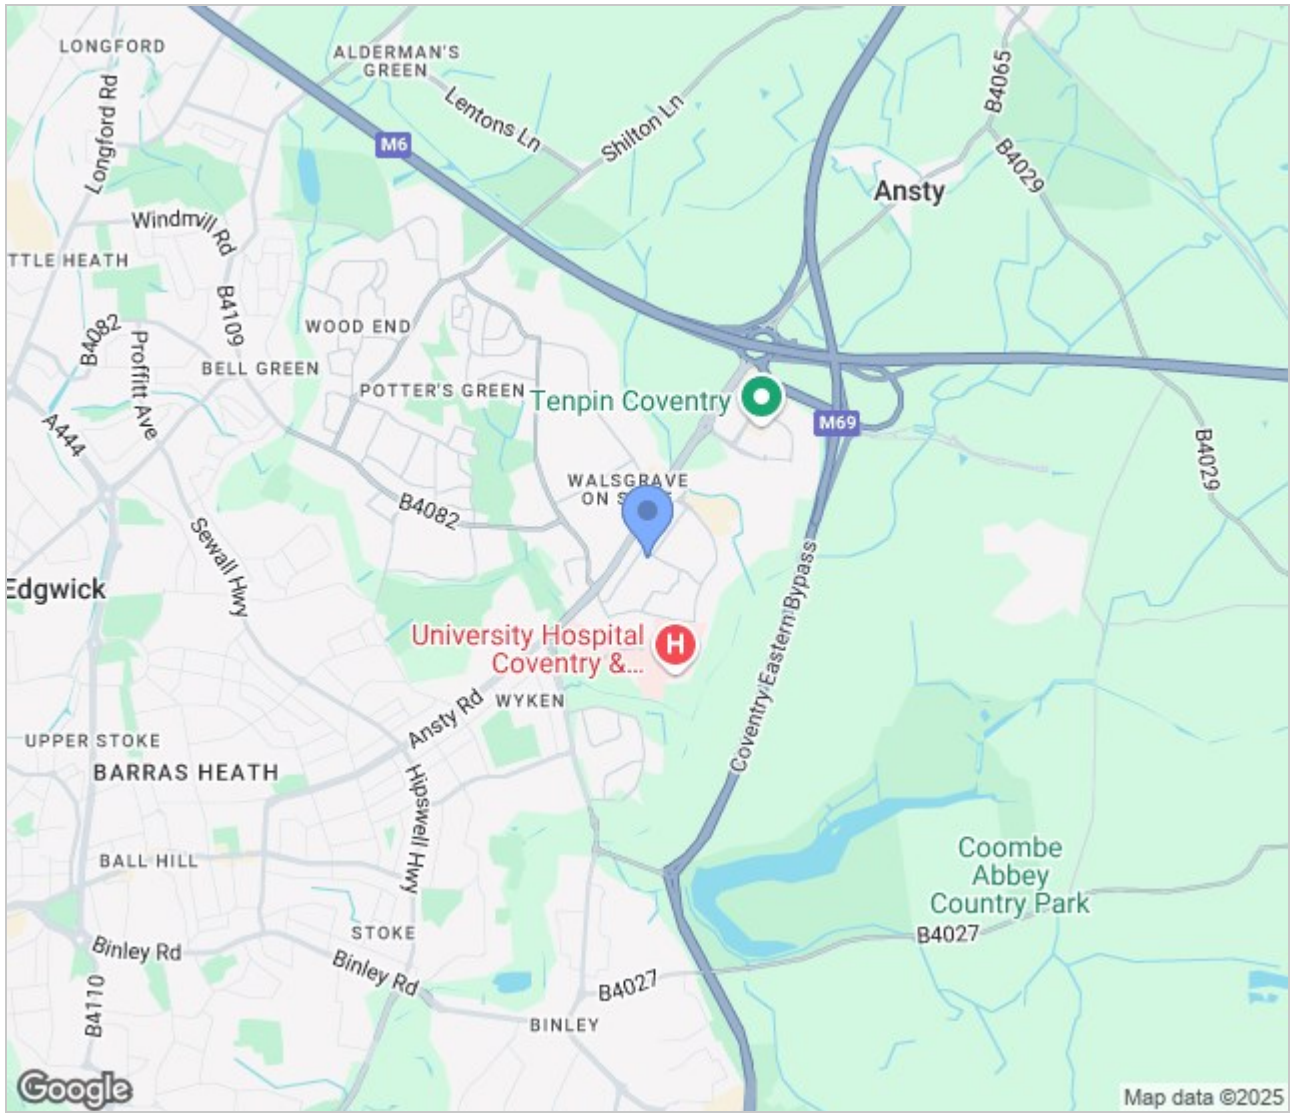 LONGFORD
ALDERMAN'S
GREEN
Longford Rd
Lentons Ln
Shilton Ln
B4065
M6
B4029
Ansty
Windmill Rd
TTLE HEATH
B4109
B4082
Proffitt Ave
WOOD END
BELL GREEN
POTTER'S GREEN
Tenpin Coventry
M69
A444
B4029
WALSGRAVE
ON S
B4082
Sewall Hwy
Edgwick
Coventry Eastern Bypass
University Hospital
Coventry &...
H
WYKEN
Ansty Rd
UPPER STOKE
BARRAS HEATH
Hipswell Hwy
BALL HILL
Coombe
Abbey
Country Park
STOKE
B4027
Binley Rd
Binley Rd
B4027
B4110
BINLEY
Google
Map data ©2025